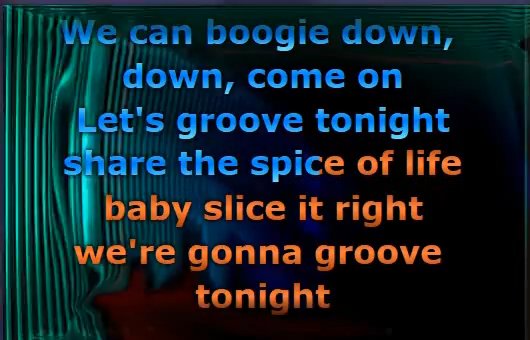 We can boogie down,
down, come on
Let's groove tonight
share the spice of life
baby slice it right
we're gonna groove
tonight